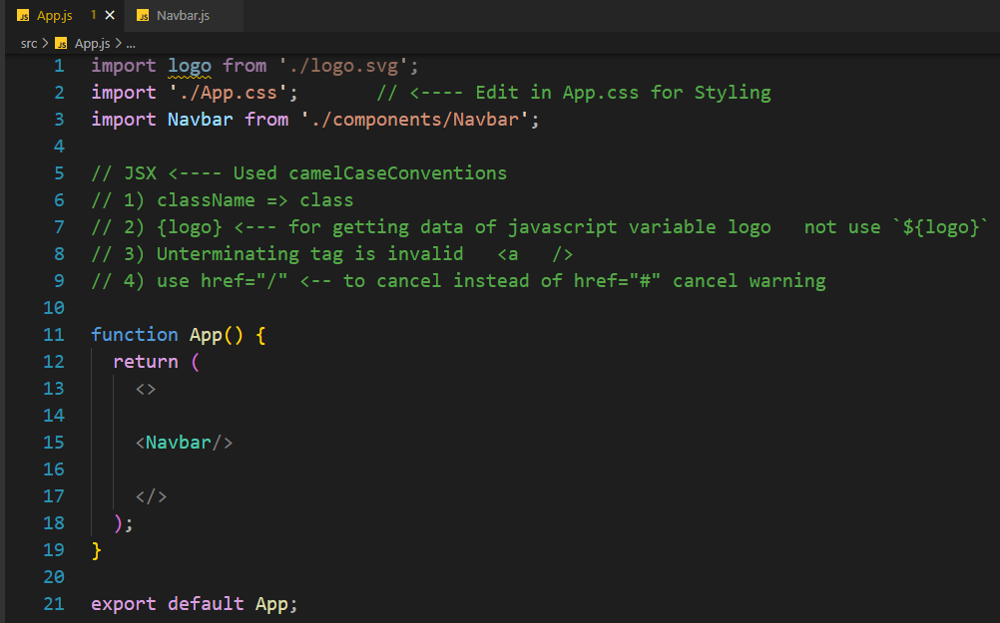 JS App.js 1 × JS Navbar.js
src > JS App.js > ...
1 import logo from './logo.svg';
2 import './App.css';       // <---- Edit in App.css for Styling
3 import Navbar from './components/Navbar';
4
5 // JSX <---- Used camelCaseConventions
6 // 1) className => class
7 // 2) {logo} <--- for getting data of javascript variable logo   not use `${logo}`
8 // 3) Unterminating tag is invalid   <a   />
9 // 4) use href="/" <-- to cancel instead of href="#" cancel warning
10
11 function App() {
12   return (
13     <>
14
15     <Navbar/>
16
17     </>
18   );
19 }
20
21 export default App;